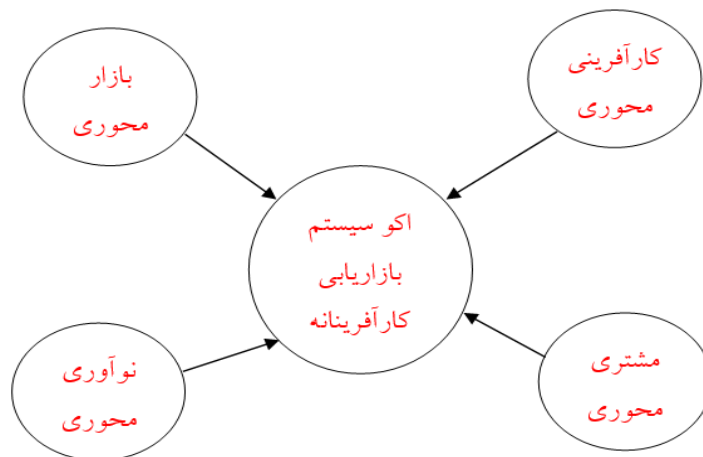 کارآفرینی
محوری
بازار
محوری
اکو سیستم
بازاریابی
کارآفرینانه
مشتری
محوری
نوآوری
محوری